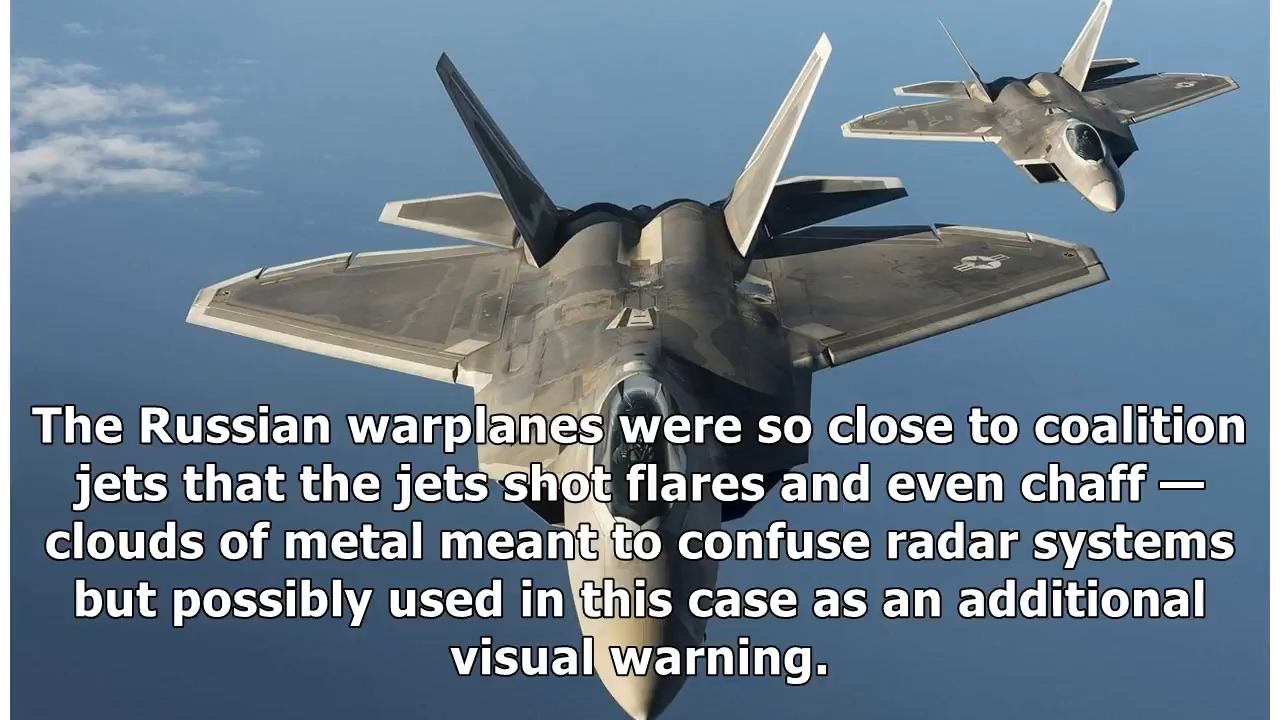 The Russian warplanes were so close to coalition
jets that the jets shot flares and even chaff —
clouds of metal meant to confuse radar systems
but possibly used in this case as an additional
visual warning.